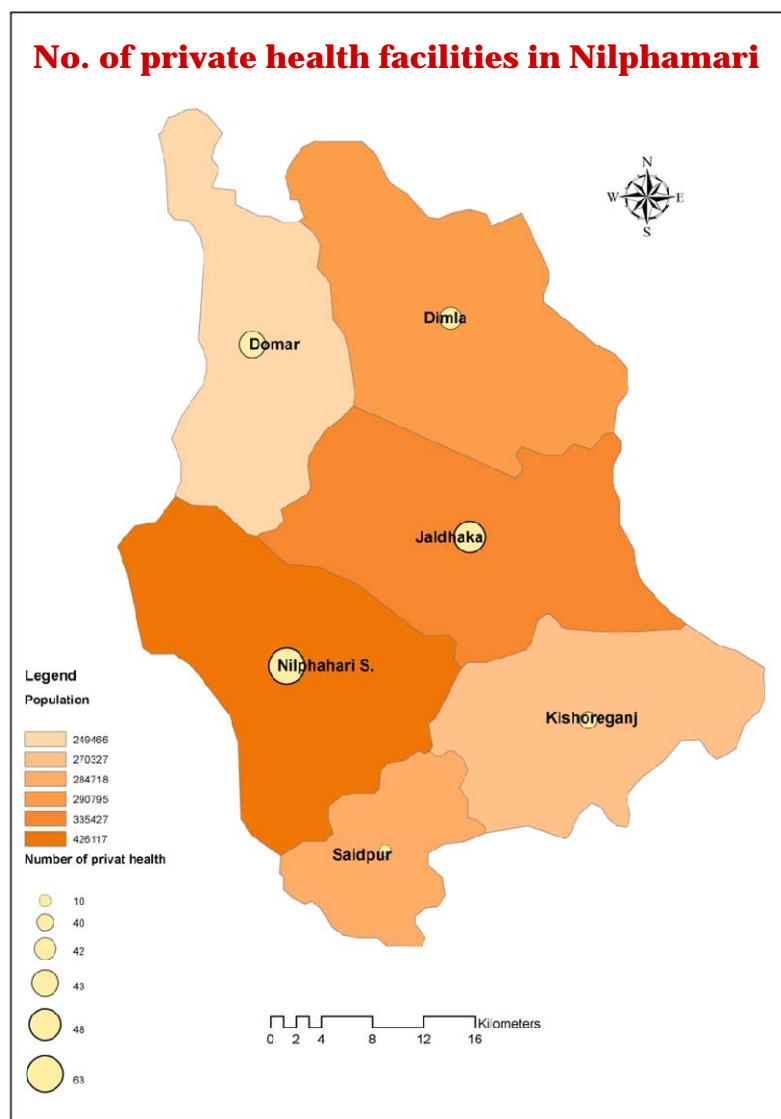 No. of private health facilities in Nilphamari
N
W E
S
Dimla
Domar
Jaldhaka
Nilphahari S.
Kishoreganj
Saidpur
Legend
Population
249466
270327
284718
290795
335427
426117
Number of privat health
10
40
42
43
48
63
Kilometers
0 2 4 8 12 16